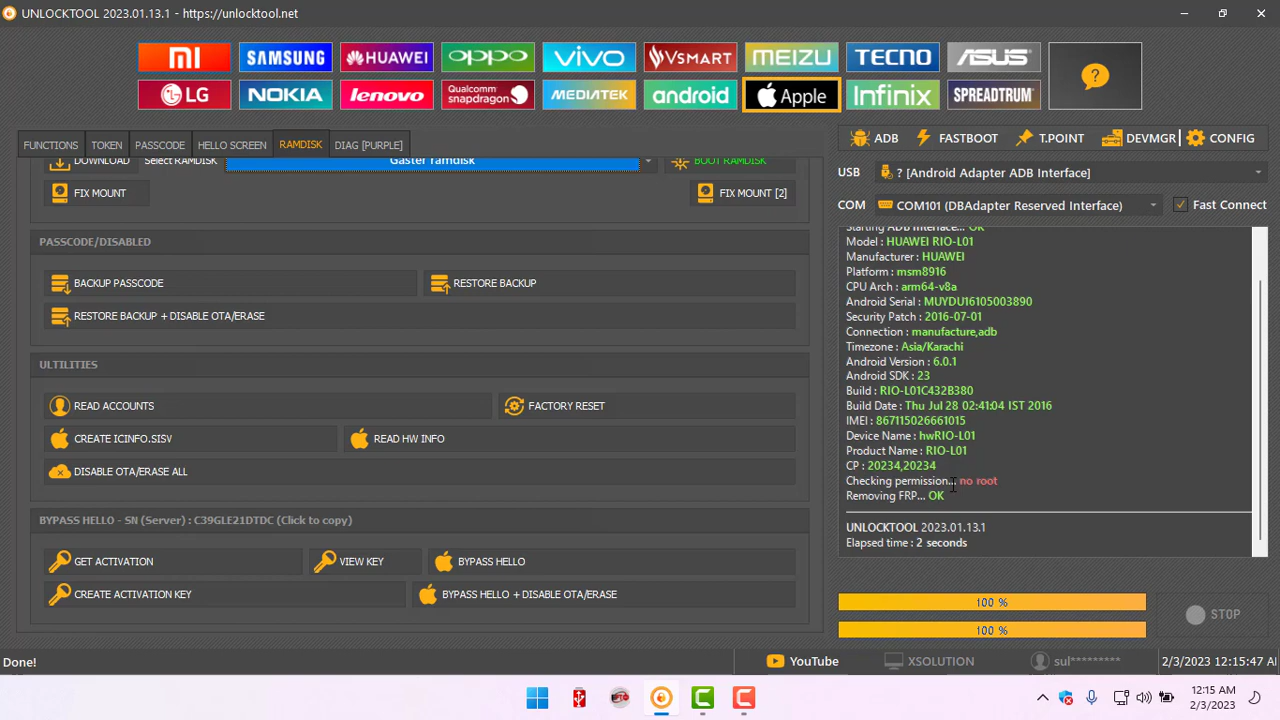 UNLOCKTOOL 2023.01.13.1 - https://unlocktool.net
mi SAMSUNG HUAWEI oppo vivo VSMART MEIZU TECNO ASUS
LG NOKIA lenovo Qualcomm snapdragon MEDIATEK android Apple Infinix SPREADTRUM ?
FUNCTIONS TOKEN PASSCODE HELLO SCREEN RAMDISK DIAG [PURPLE]
DOWNLOAD Select RAMDISK Gaster ramdisk BOOT RAMDISK
FIX MOUNT FIX MOUNT [2]
PASSCODE/DISABLED
BACKUP PASSCODE RESTORE BACKUP
RESTORE BACKUP + DISABLE OTA/ERASE
ULTILITIES
READ ACCOUNTS FACTORY RESET
CREATE ICINFO.SISV READ HW INFO
DISABLE OTA/ERASE ALL
BYPASS HELLO - SN (Server) : C39GLE21DTDC (Click to copy)
GET ACTIVATION VIEW KEY BYPASS HELLO
CREATE ACTIVATION KEY BYPASS HELLO + DISABLE OTA/ERASE
ADB FASTBOOT T.POINT DEVMGR CONFIG
USB ? [Android Adapter ADB Interface]
COM COM101 (DBAdapter Reserved Interface) Fast Connect
Starting ADB Interface... OK
Model : HUAWEI RIO-L01
Manufacturer : HUAWEI
Platform : msm8916
CPU Arch : arm64-v8a
Android Serial : MUYDU16105003890
Security Patch : 2016-07-01
Connection : manufacture,adb
Timezone : Asia/Karachi
Android Version : 6.0.1
Android SDK : 23
Build : RIO-L01C432B380
Build Date : Thu Jul 28 02:41:04 IST 2016
IMEI : 867115026661015
Device Name : hwRIO-L01
Product Name : RIO-L01
CP : 20234,20234
Checking permission... no root
Removing FRP... OK
UNLOCKTOOL 2023.01.13.1
Elapsed time : 2 seconds
100 %
100 %
STOP
Done! YouTube XSOLUTION sul********* 2/3/2023 12:15:47 AM
12:15 AM
2/3/2023